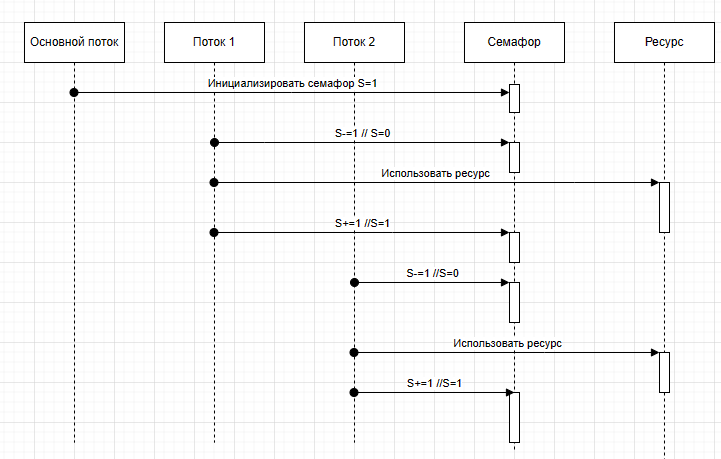 Основной поток
Поток 1
Поток 2
Семафор
Ресурс
Инициализировать семафор S=1
S-=1 // S=0
Использовать ресурс
S+=1 //S=1
S-=1 //S=0
Использовать ресурс
S+=1 //S=1